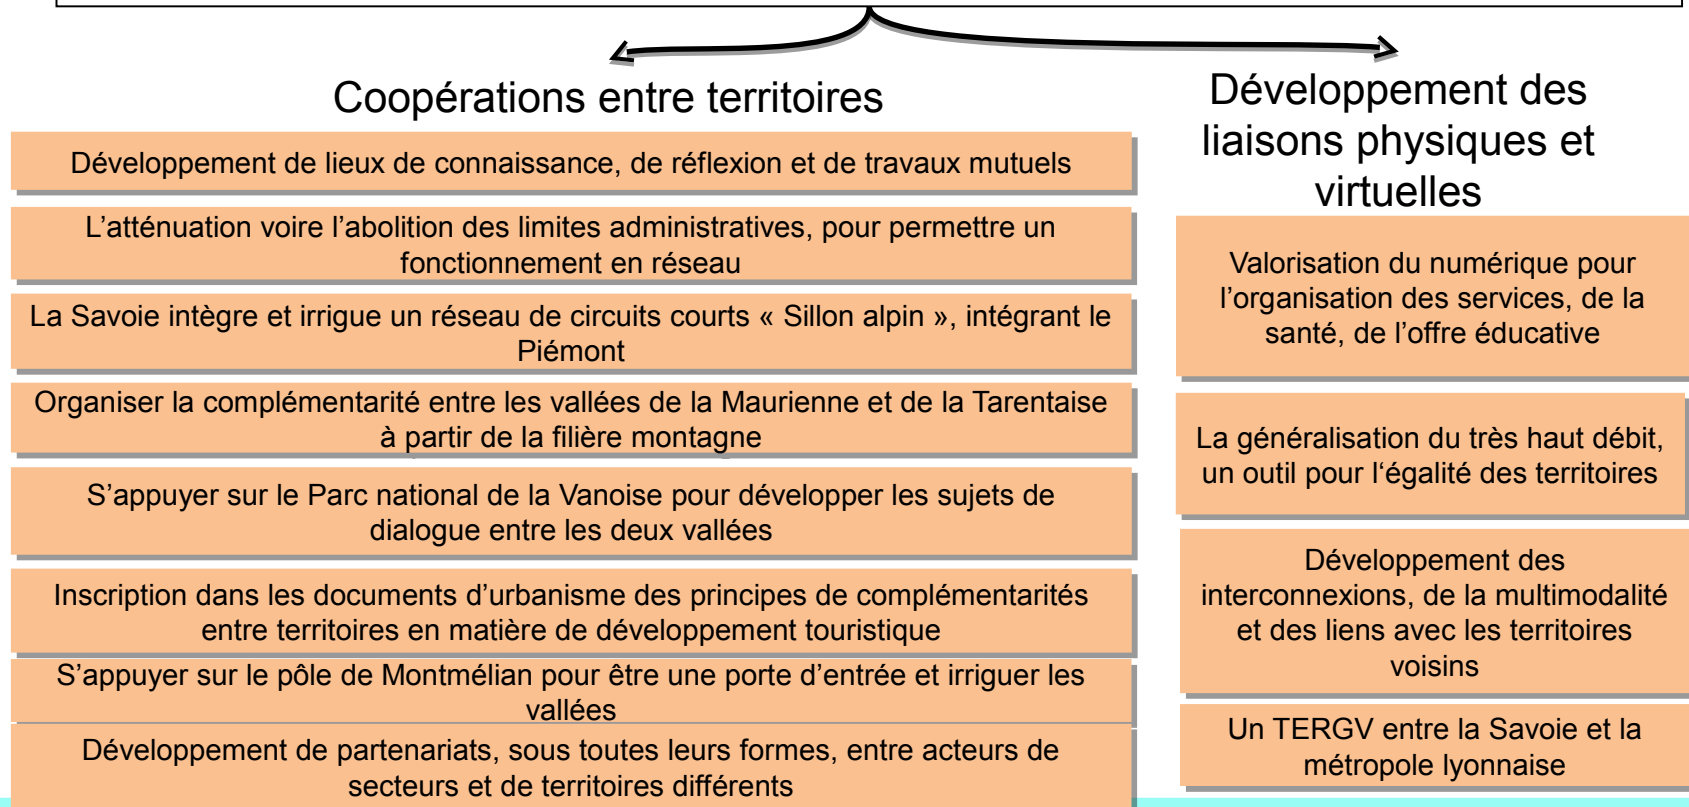 Coopérations entre territoires
Développement de lieux de connaissance, de réflexion et de travaux mutuels
L’atténuation voire l’abolition des limites administratives, pour permettre un
fonctionnement en réseau
La Savoie intègre et irrigue un réseau de circuits courts « Sillon alpin », intégrant le
Piémont
Organiser la complémentarité entre les vallées de la Maurienne et de la Tarentaise
à partir de la filière montagne
S’appuyer sur le Parc national de la Vanoise pour développer les sujets de
dialogue entre les deux vallées
Inscription dans les documents d’urbanisme des principes de complémentarités
entre territoires en matière de développement touristique
S’appuyer sur le pôle de Montmélian pour être une porte d’entrée et irriguer les
vallées
Développement de partenariats, sous toutes leurs formes, entre acteurs de
secteurs et de territoires différents
Développement des
liaisons physiques et
virtuelles
Valorisation du numérique pour
l’organisation des services, de la
santé, de l’offre éducative
La généralisation du très haut débit,
un outil pour l‘égalité des territoires
Développement des
interconnexions, de la multimodalité
et des liens avec les territoires
voisins
Un TERGV entre la Savoie et la
métropole lyonnaise